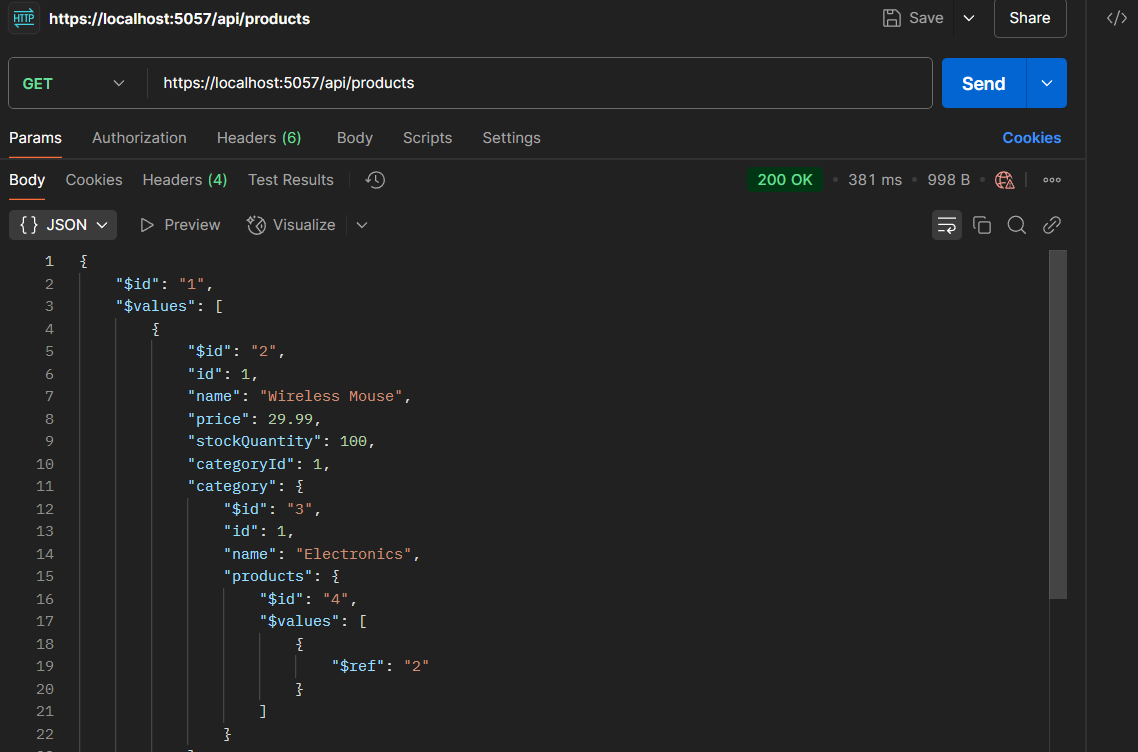 HTTP https://localhost:5057/api/products Save Share </>
GET https://localhost:5057/api/products Send
Params Authorization Headers (6) Body Scripts Settings Cookies
Body Cookies Headers (4) Test Results 200 OK • 381 ms • 998 B •
{} JSON Preview Visualize
1 {
2 "$id": "1",
3 "$values": [
4 {
5 "$id": "2",
6 "id": 1,
7 "name": "Wireless Mouse",
8 "price": 29.99,
9 "stockQuantity": 100,
10 "categoryId": 1,
11 "category": {
12 "$id": "3",
13 "id": 1,
14 "name": "Electronics",
15 "products": {
16 "$id": "4",
17 "$values": [
18 {
19 "$ref": "2"
20 }
21 ]
22 }